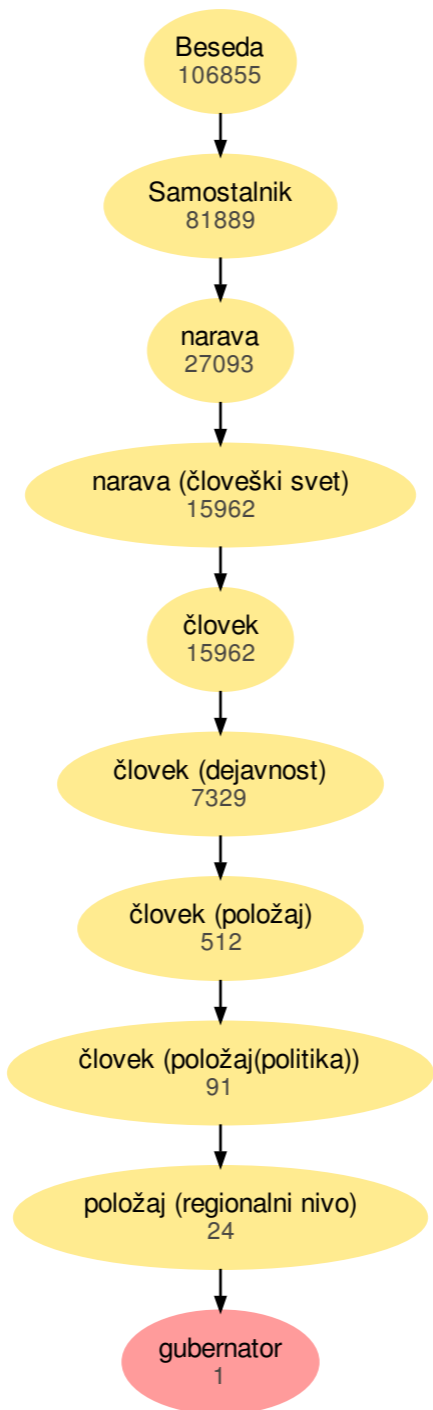 Beseda
106855
Samostalnik
81889
narava
27093
narava (človeški svet)
15962
človek
15962
človek (dejavnost)
7329
človek (položaj)
512
človek (položaj(politika))
91
položaj (regionalni nivo)
24
gubernator
1